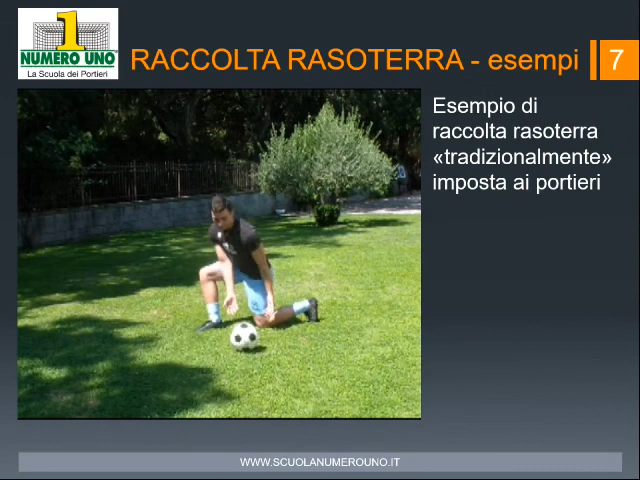 1
NUMERO UNO
La Scuola dei Portieri
RACCOLTA RASOTERRA - esempi
7
Esempio di
raccolta rasoterra
«tradizionalmente»
imposta ai portieri
WWW.SCUOLANUMEROUNO.IT